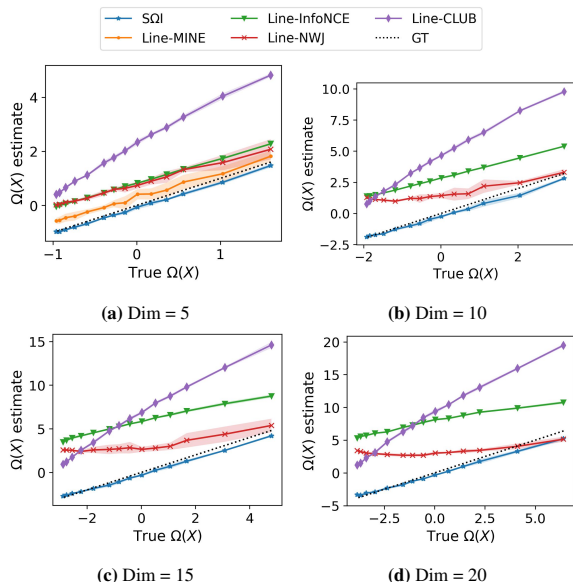 SΩI Line-InfoNCE Line-CLUB
Line-MINE Line-NWJ GT
Ω(X) estimate
4
2
0
−1 0 1
True Ω(X)
(a) Dim = 5
Ω(X) estimate
10.0
7.5
5.0
2.5
0.0
−2.5
−2 0 2
True Ω(X)
(b) Dim = 10
Ω(X) estimate
15
10
5
0
−2 0 2 4
True Ω(X)
(c) Dim = 15
Ω(X) estimate
20
15
10
5
0
−5
−2.5 0.0 2.5 5.0
True Ω(X)
(d) Dim = 20